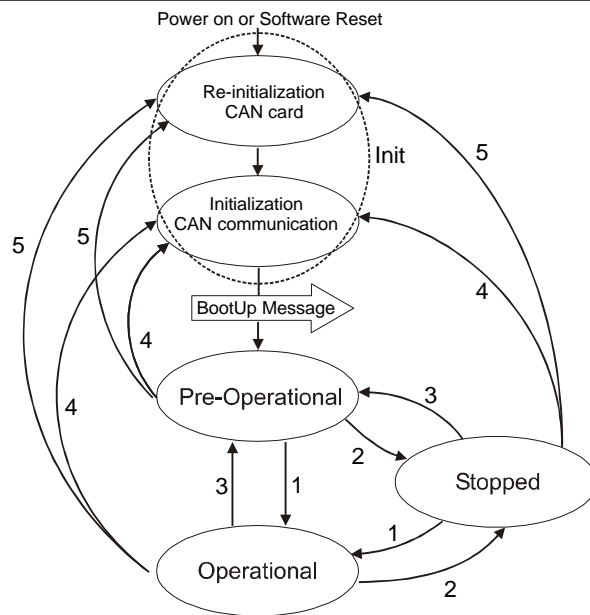 Power on or Software Reset
Re-initialization
CAN card
Init
5
Initialization
CAN communication
5
5
4
BootUp Message
4
4
Pre-Operational
3
2
3
1
Stopped
1
Operational
2